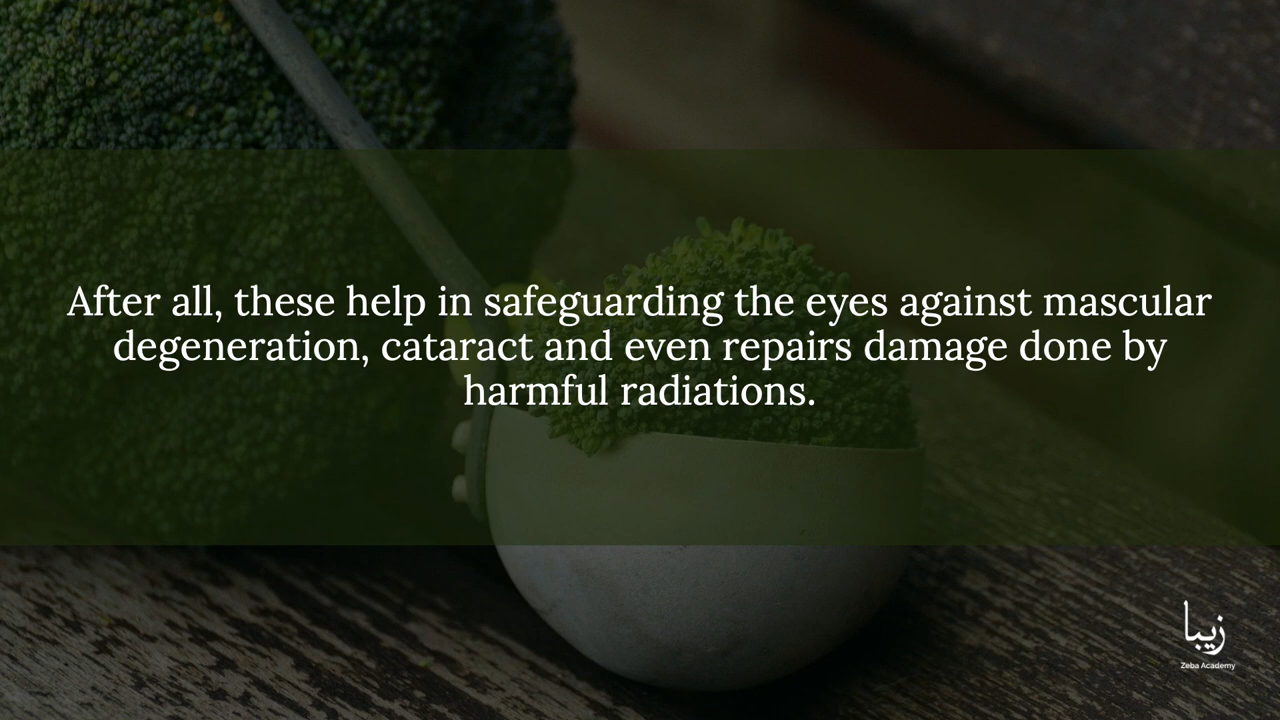 After all, these help in safeguarding the eyes against mascular
degeneration, cataract and even repairs damage done by
harmful radiations.
زيبا
Zeba Academy